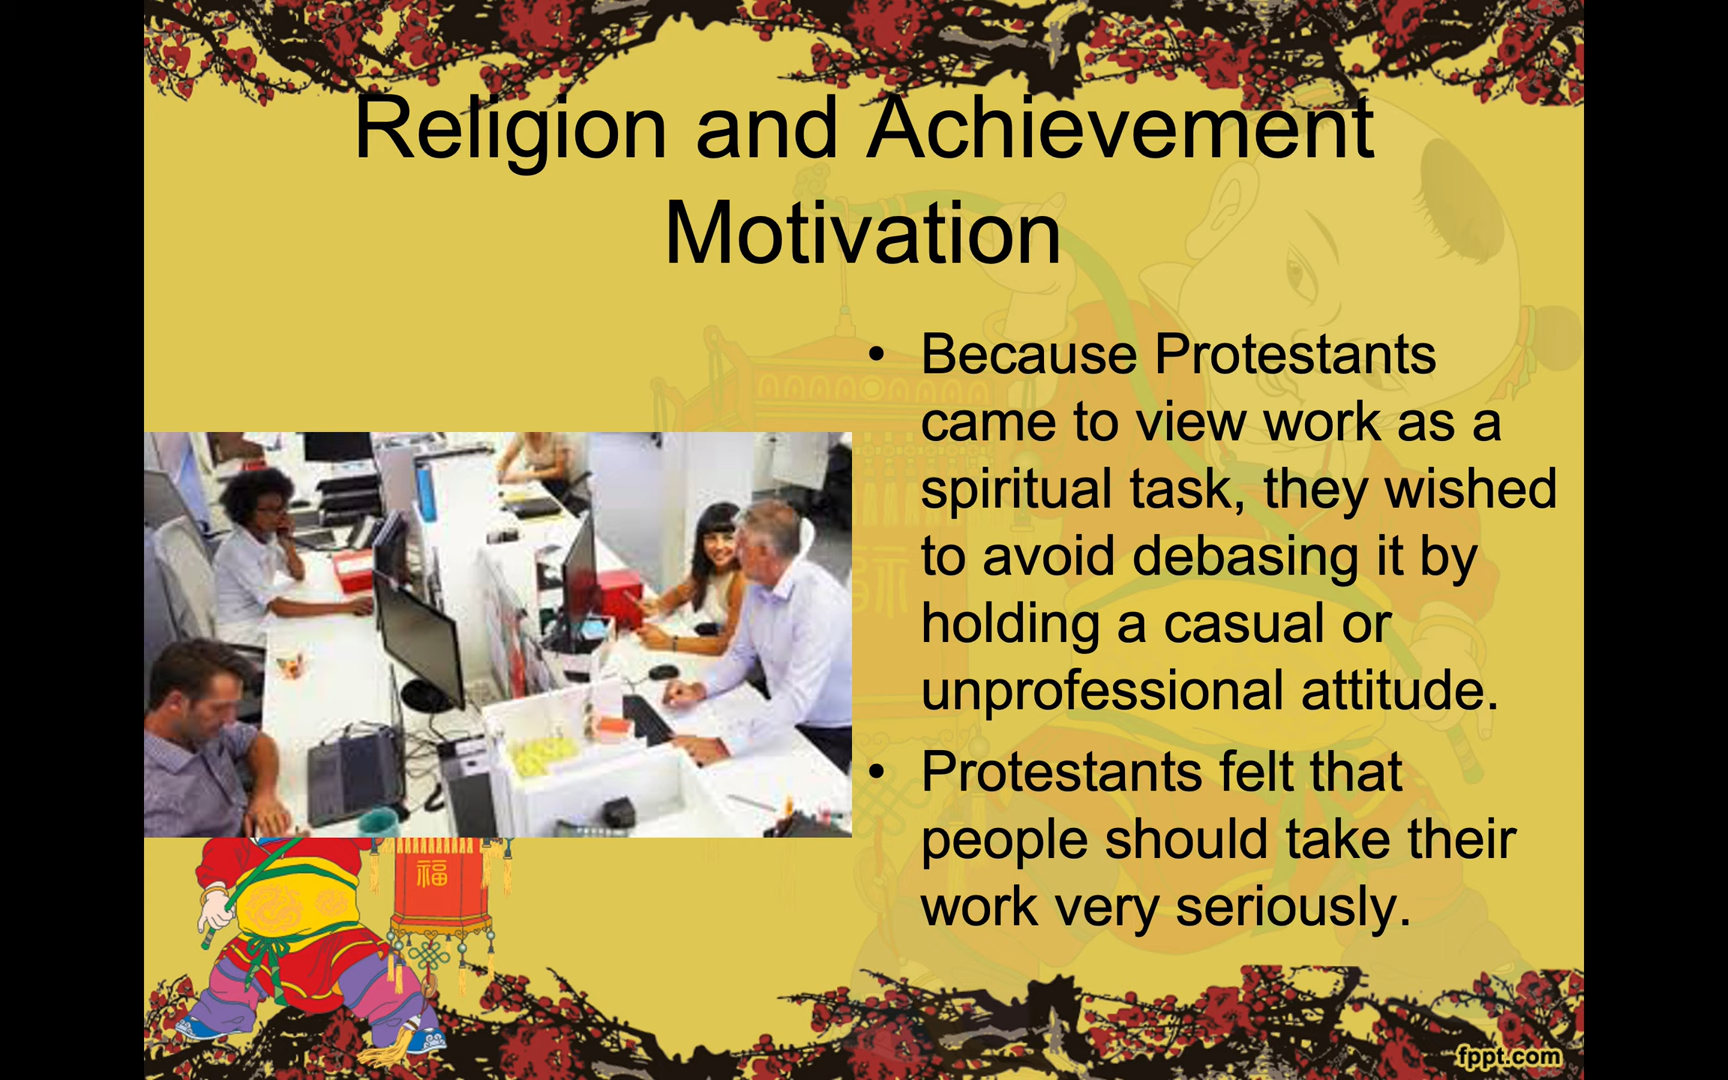 Religion and Achievement
Motivation
• Because Protestants
came to view work as a
spiritual task, they wished
to avoid debasing it by
holding a casual or
unprofessional attitude.
• Protestants felt that
people should take their
work very seriously.
福
fppt.com